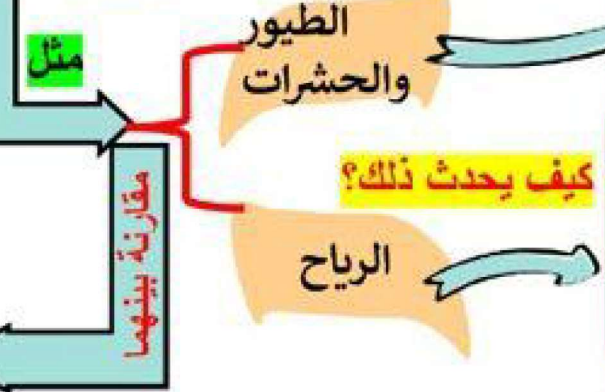 الطيور
والحشرات
مثل
كيف يحدث ذلك؟
الرياح
مقارنة بينهما